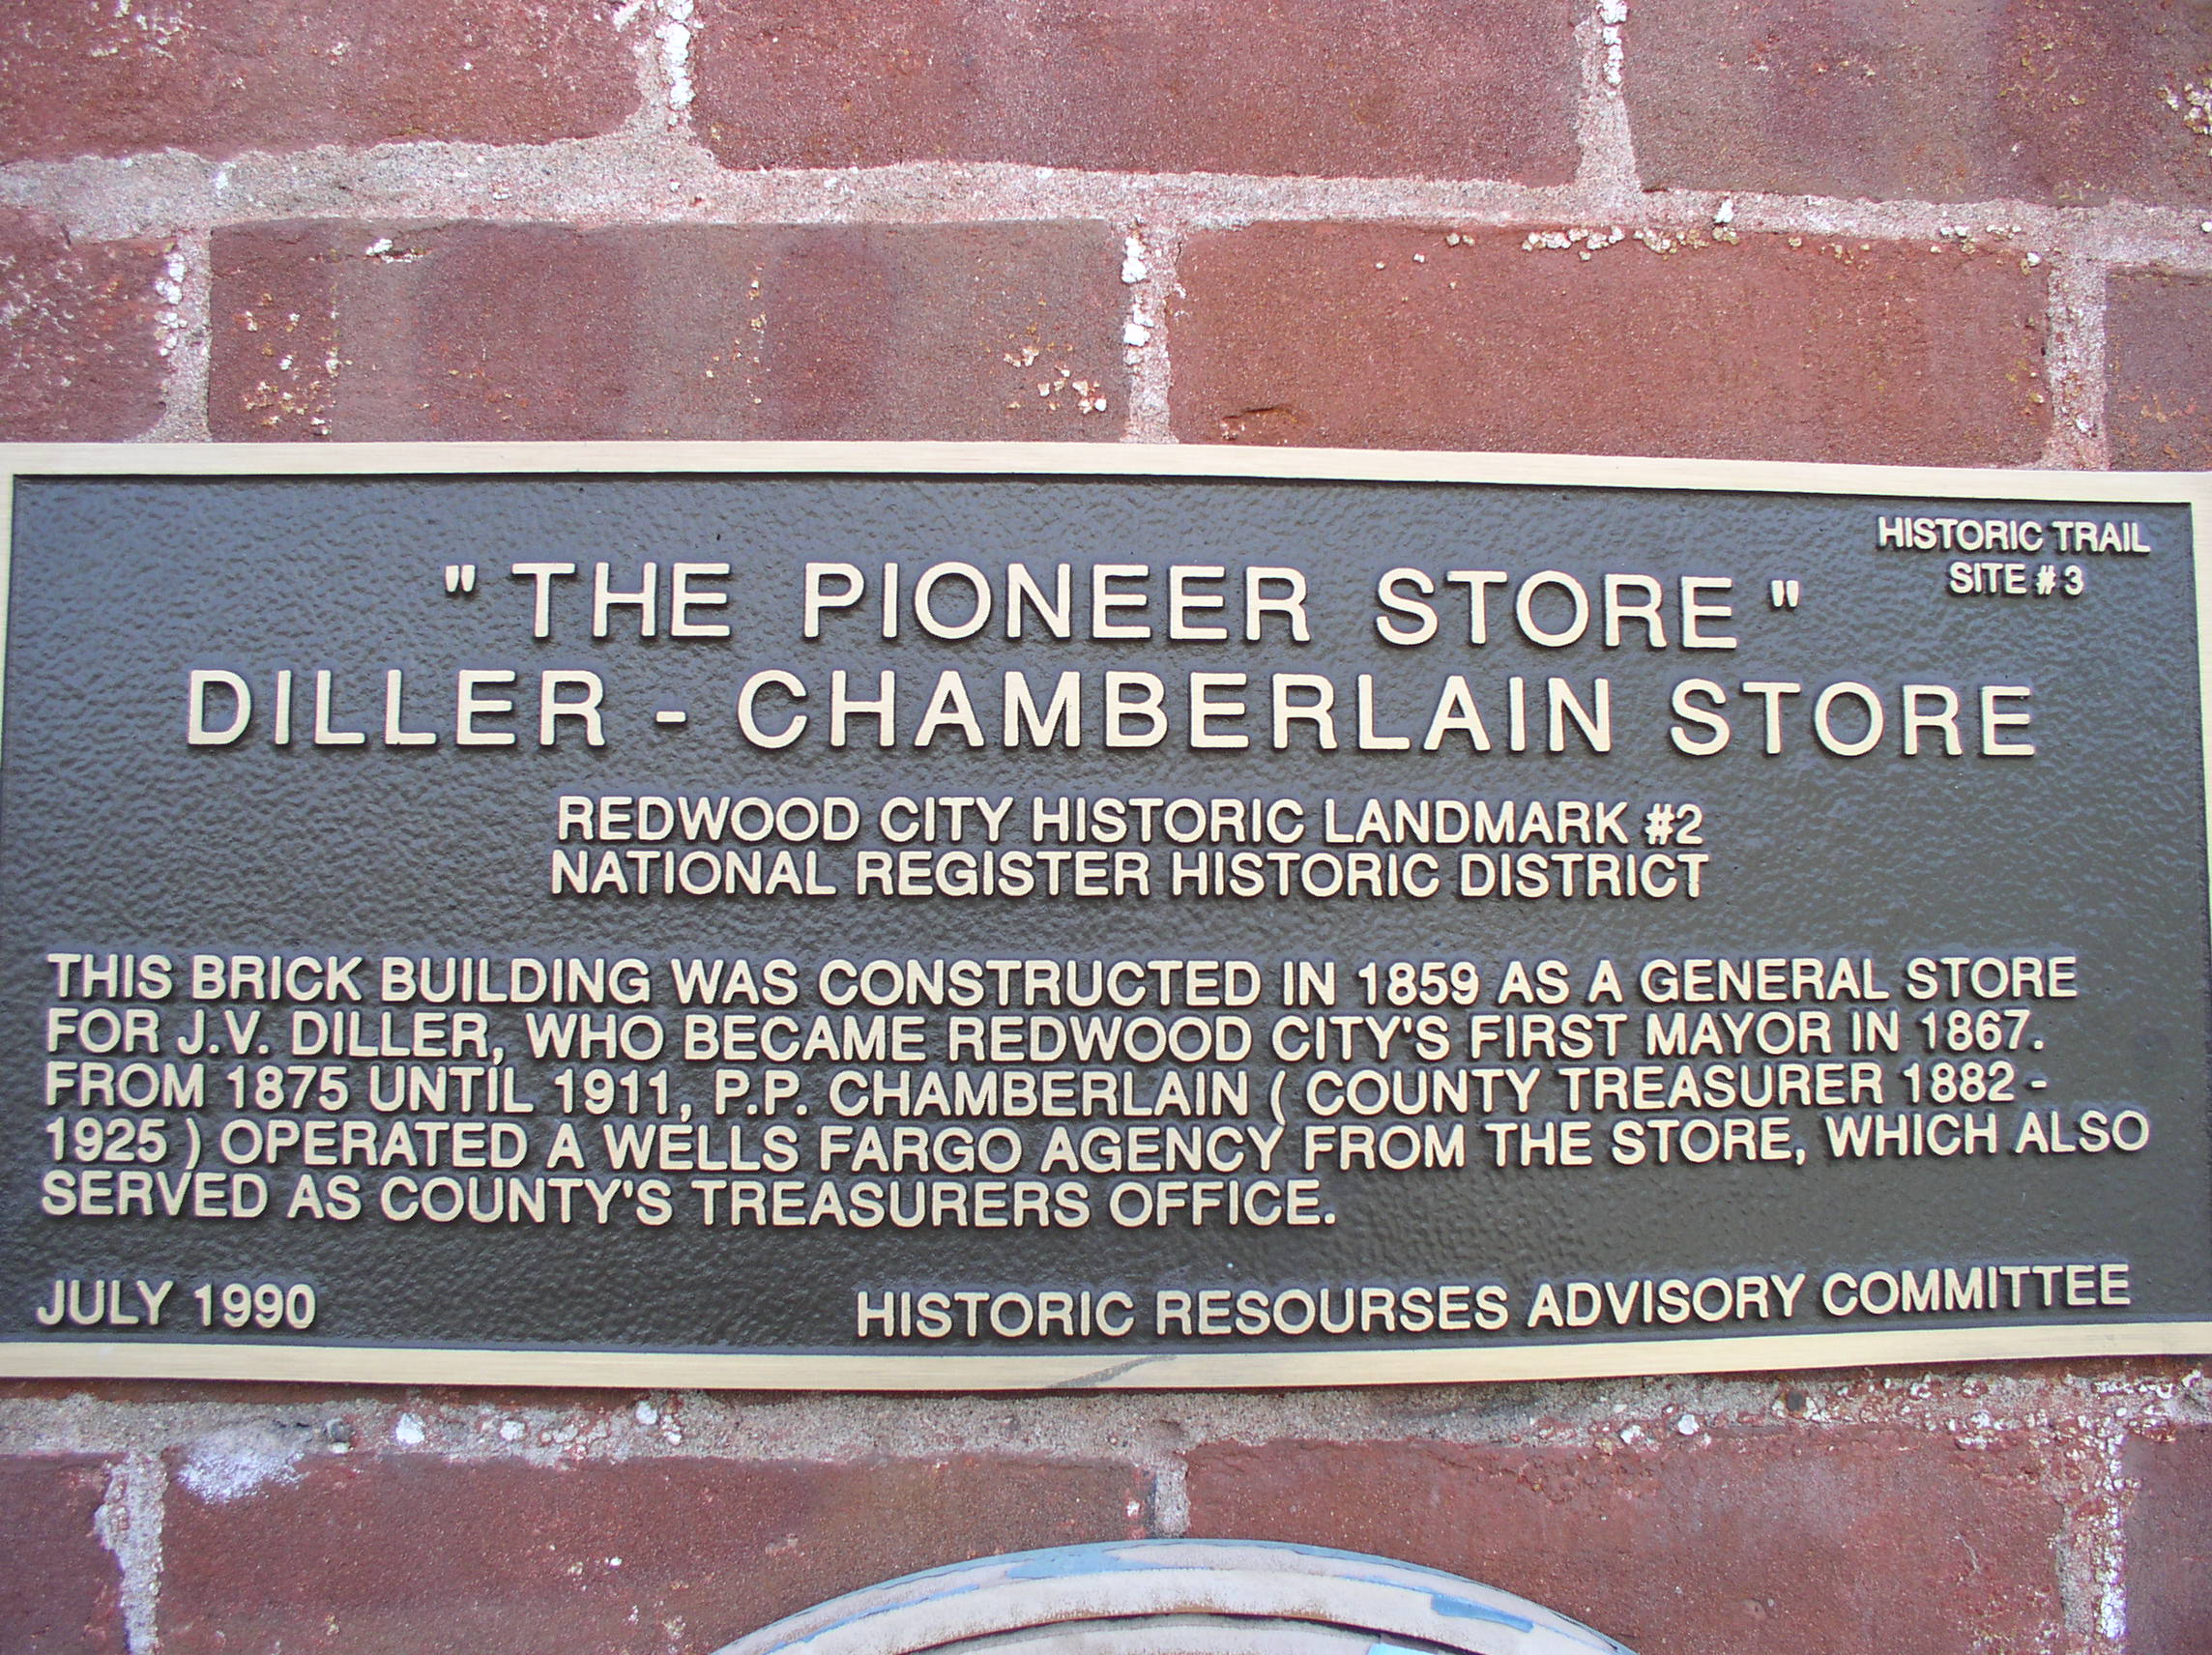 HISTORIC TRAIL
SITE # 3
" THE PIONEER STORE "
DILLER - CHAMBERLAIN STORE
REDWOOD CITY HISTORIC LANDMARK #2
NATIONAL REGISTER HISTORIC DISTRICT
THIS BRICK BUILDING WAS CONSTRUCTED IN 1859 AS A GENERAL STORE
FOR J.V. DILLER, WHO BECAME REDWOOD CITY'S FIRST MAYOR IN 1867.
FROM 1875 UNTIL 1911, P.P. CHAMBERLAIN ( COUNTY TREASURER 1882 -
1925 ) OPERATED A WELLS FARGO AGENCY FROM THE STORE, WHICH ALSO
SERVED AS COUNTY'S TREASURERS OFFICE.
JULY 1990 HISTORIC RESOURSES ADVISORY COMMITTEE